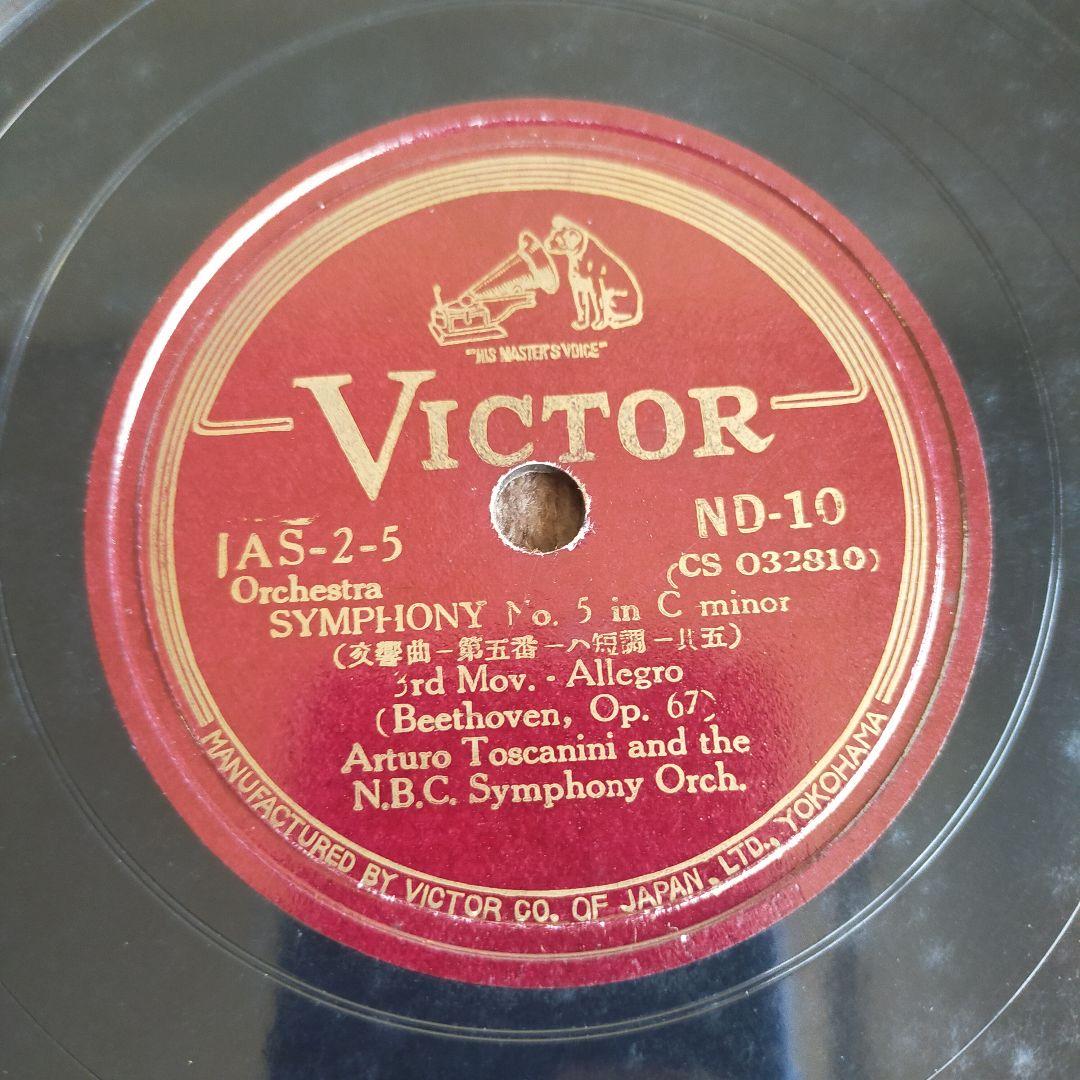 "HIS MASTER'S VOICE"
VICTOR
JAS-2-5
ND-10
Orchestra
(CS 032810)
SYMPHONY No. 5 in C minor
(交響曲－第五番－ハ短調－其五)
3rd Mov. - Allegro
(Beethoven, Op. 67)
Arturo Toscanini and the
N.B.C. Symphony Orch.
MANUFACTURED BY VICTOR CO. OF JAPAN, LTD., YOKOHAMA